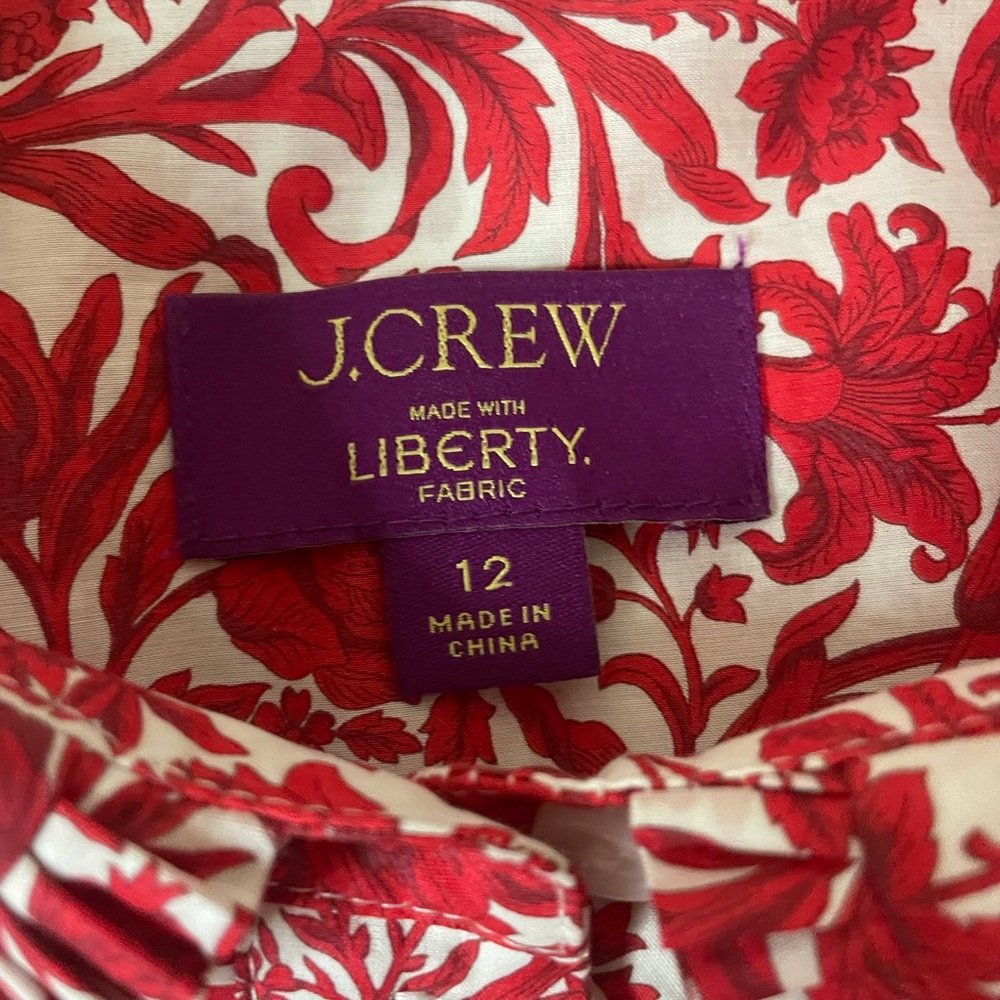 J.CREW
MADE WITH
LIBERTY.
FABRIC
12
MADE IN
CHINA